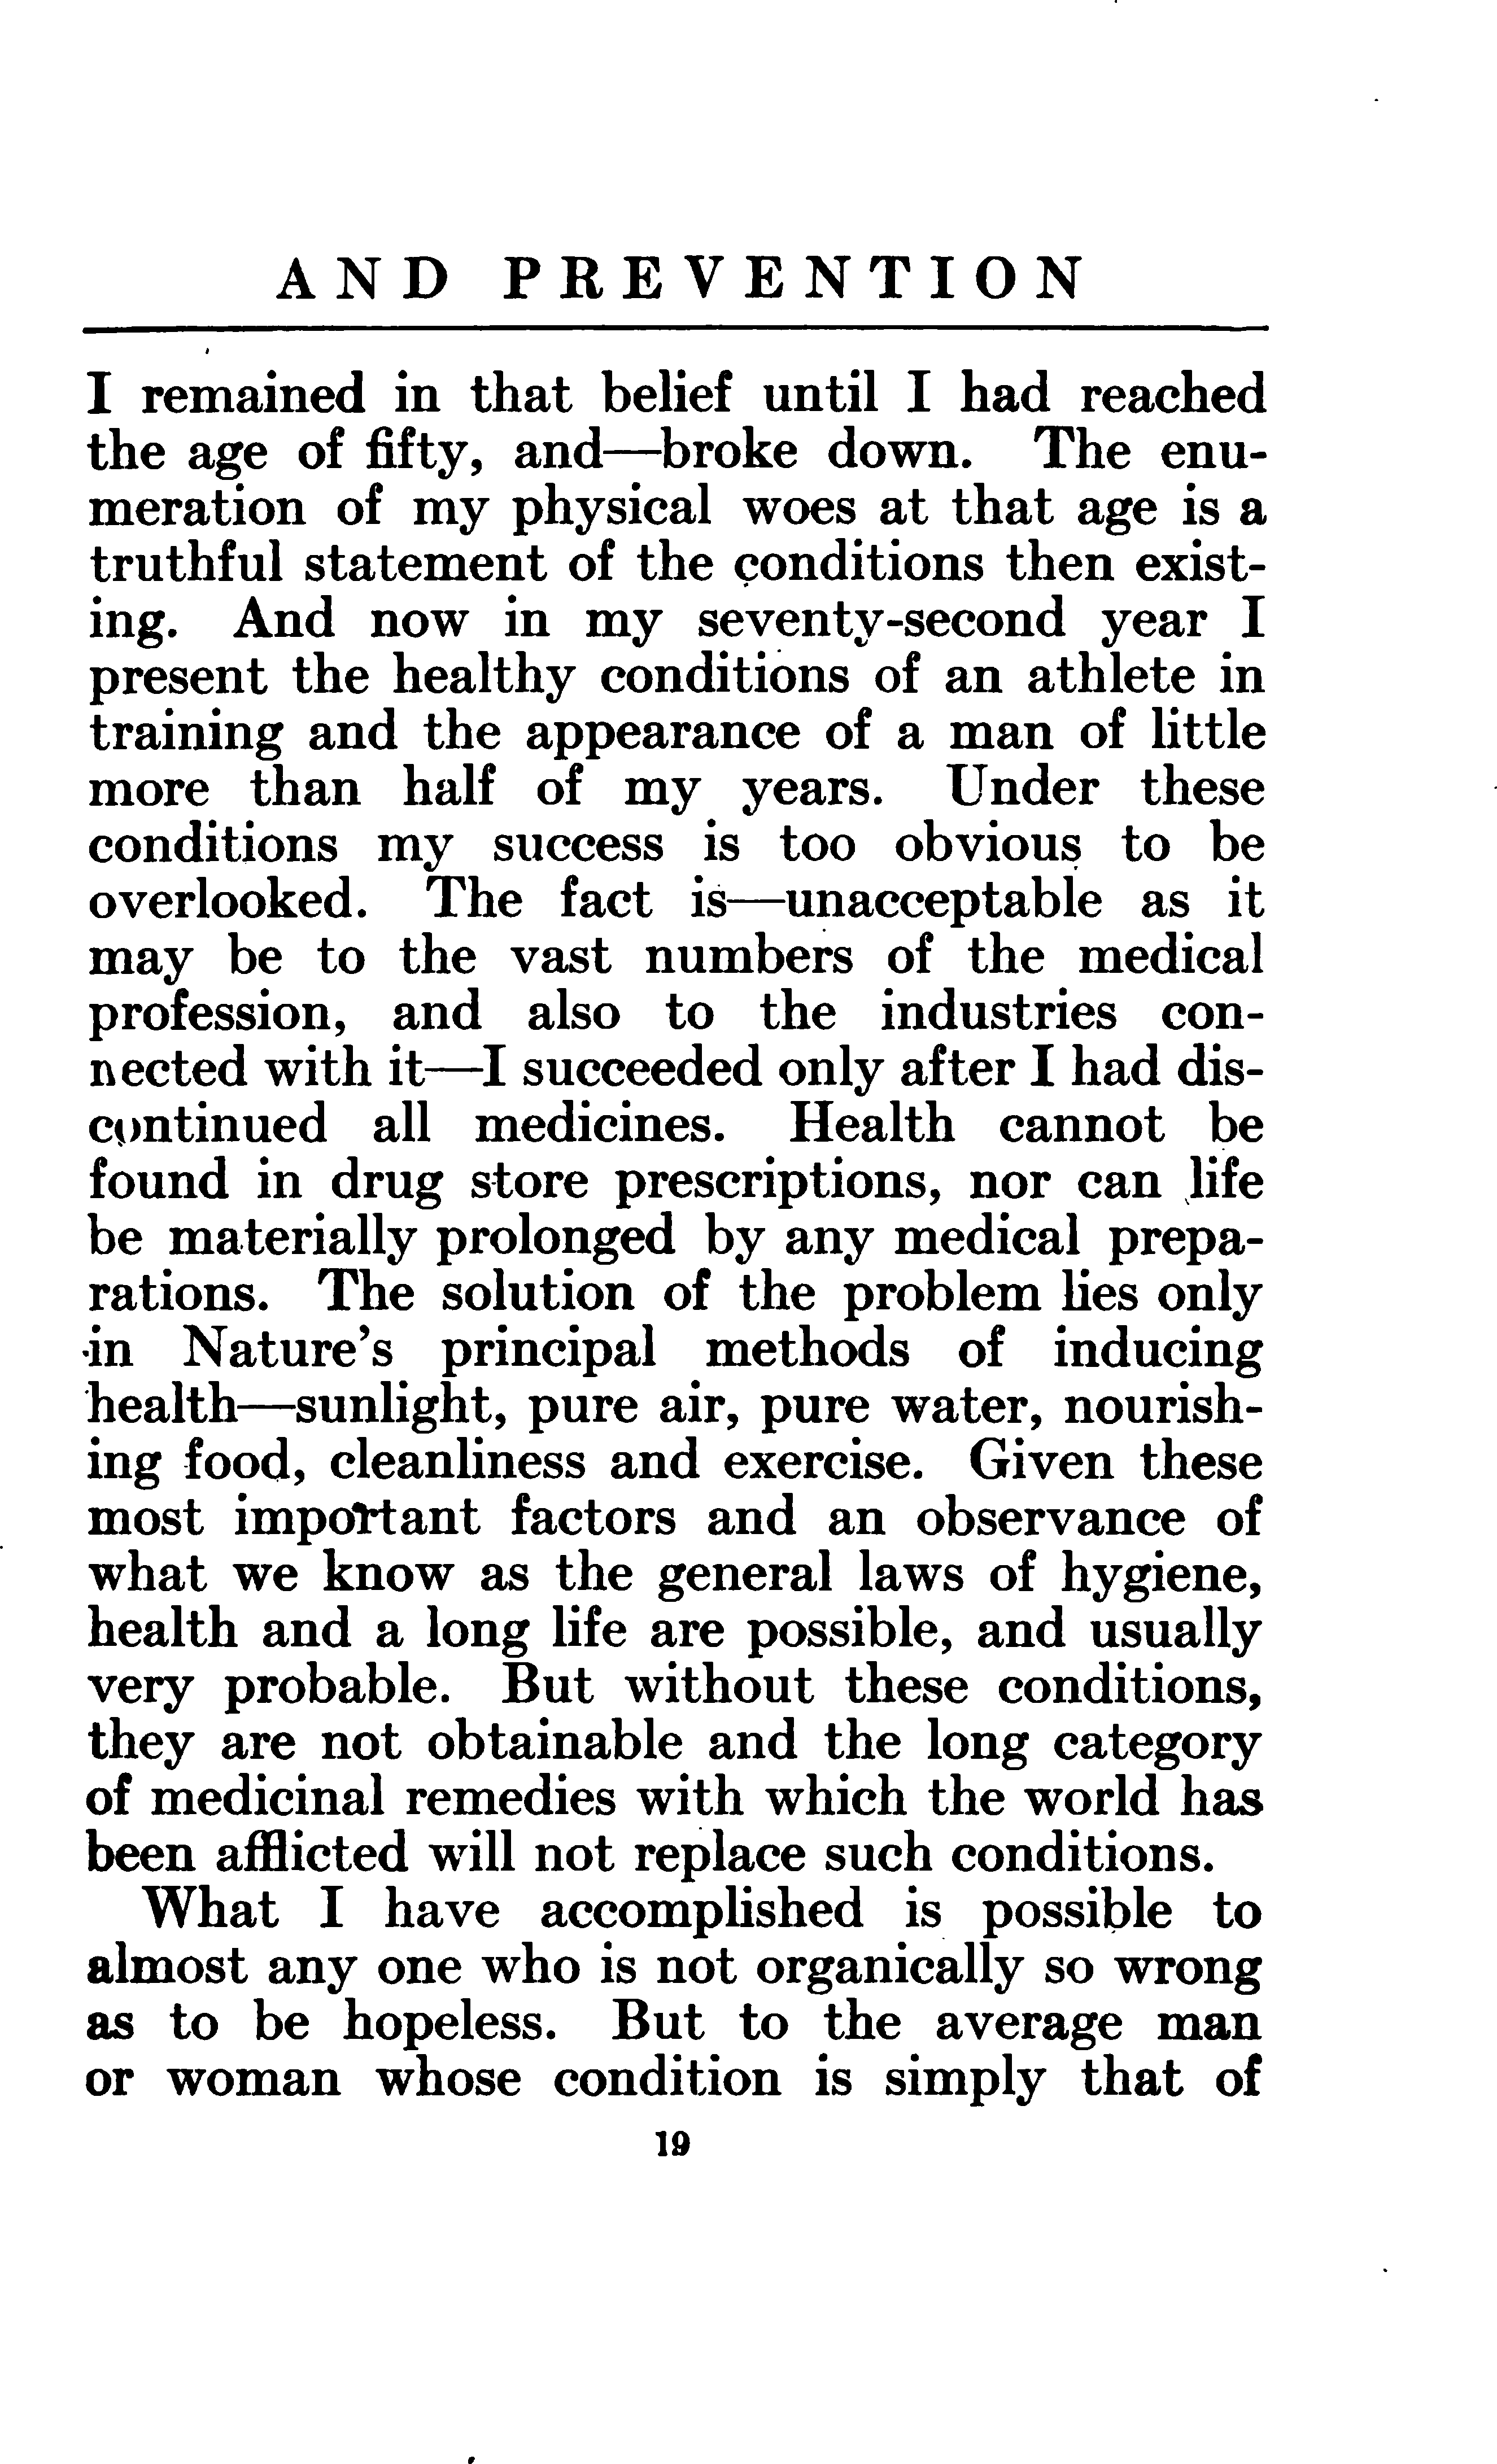 AND PREVENTION
I remained in that belief until I had reached
the age of fifty, and—broke down. The enu-
meration of my physical woes at that age is a
truthful statement of the conditions then exist-
ing. And now in my seventy-second year I
present the healthy conditions of an athlete in
training and the appearance of a man of little
more than half of my years. Under these
conditions my success is too obvious to be
overlooked. The fact is—unacceptable as it
may be to the vast numbers of the medical
profession, and also to the industries con-
nected with it—I succeeded only after I had dis-
continued all medicines. Health cannot be
found in drug store prescriptions, nor can life
be materially prolonged by any medical prepa-
rations. The solution of the problem lies only
in Nature's principal methods of inducing
health—sunlight, pure air, pure water, nourish-
ing food, cleanliness and exercise. Given these
most important factors and an observance of
what we know as the general laws of hygiene,
health and a long life are possible, and usually
very probable. But without these conditions,
they are not obtainable and the long category
of medicinal remedies with which the world has
been afflicted will not replace such conditions.
What I have accomplished is possible to
almost any one who is not organically so wrong
as to be hopeless. But to the average man
or woman whose condition is simply that of
19